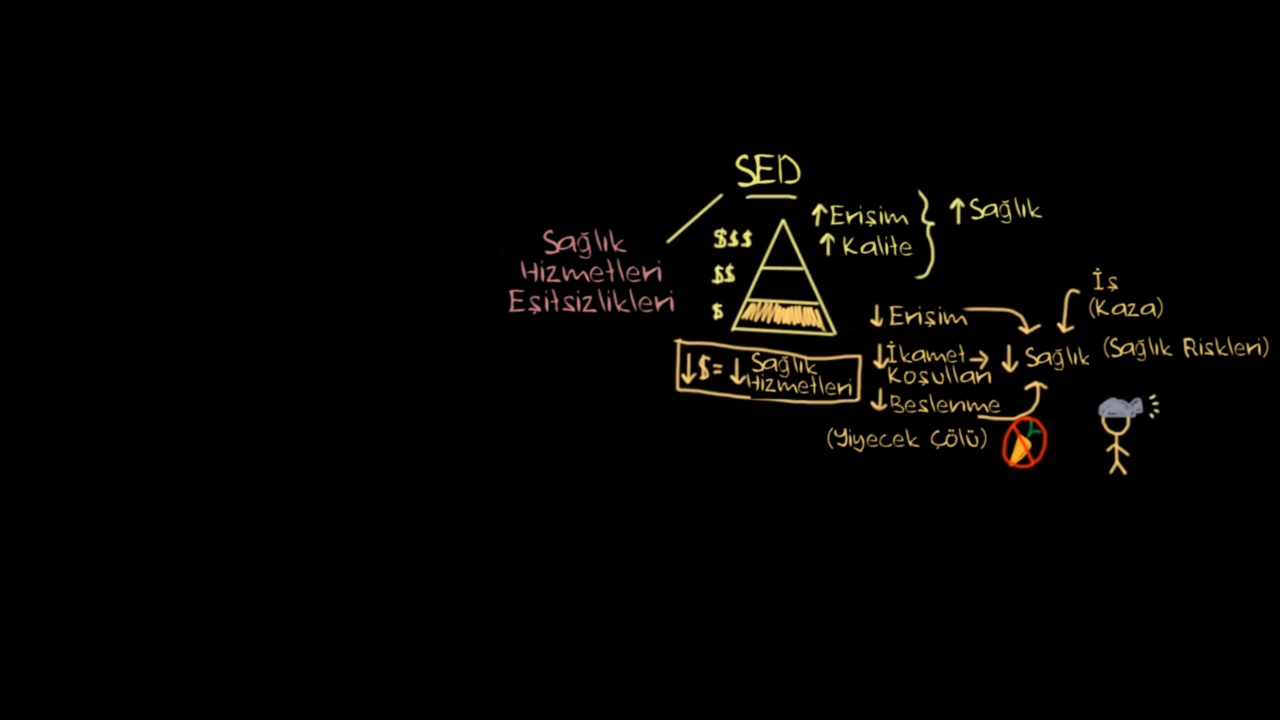 SED
Sağlık
Hizmetleri
Eşitsizlikleri
$$$
$$
$
↑Erişim
↑Kalite
↑Sağlık
↓$=↓Sağlık
Hizmetleri
↓Erişim
↓İkamet→
Koşulları
↓Beslenme
(Yiyecek Çölü)
↓Sağlık (Sağlık Riskleri)
İş
(Kaza)